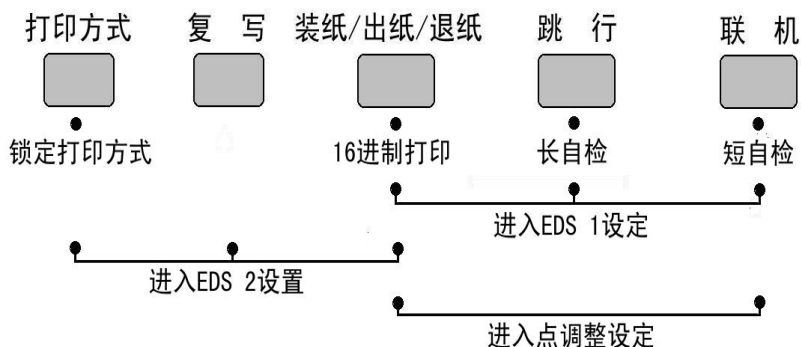 打印方式 复 写 装纸/出纸/退纸 跳 行 联 机
锁定打印方式 16进制打印 长自检 短自检
进入EDS 1设定
进入EDS 2设置
进入点调整设定